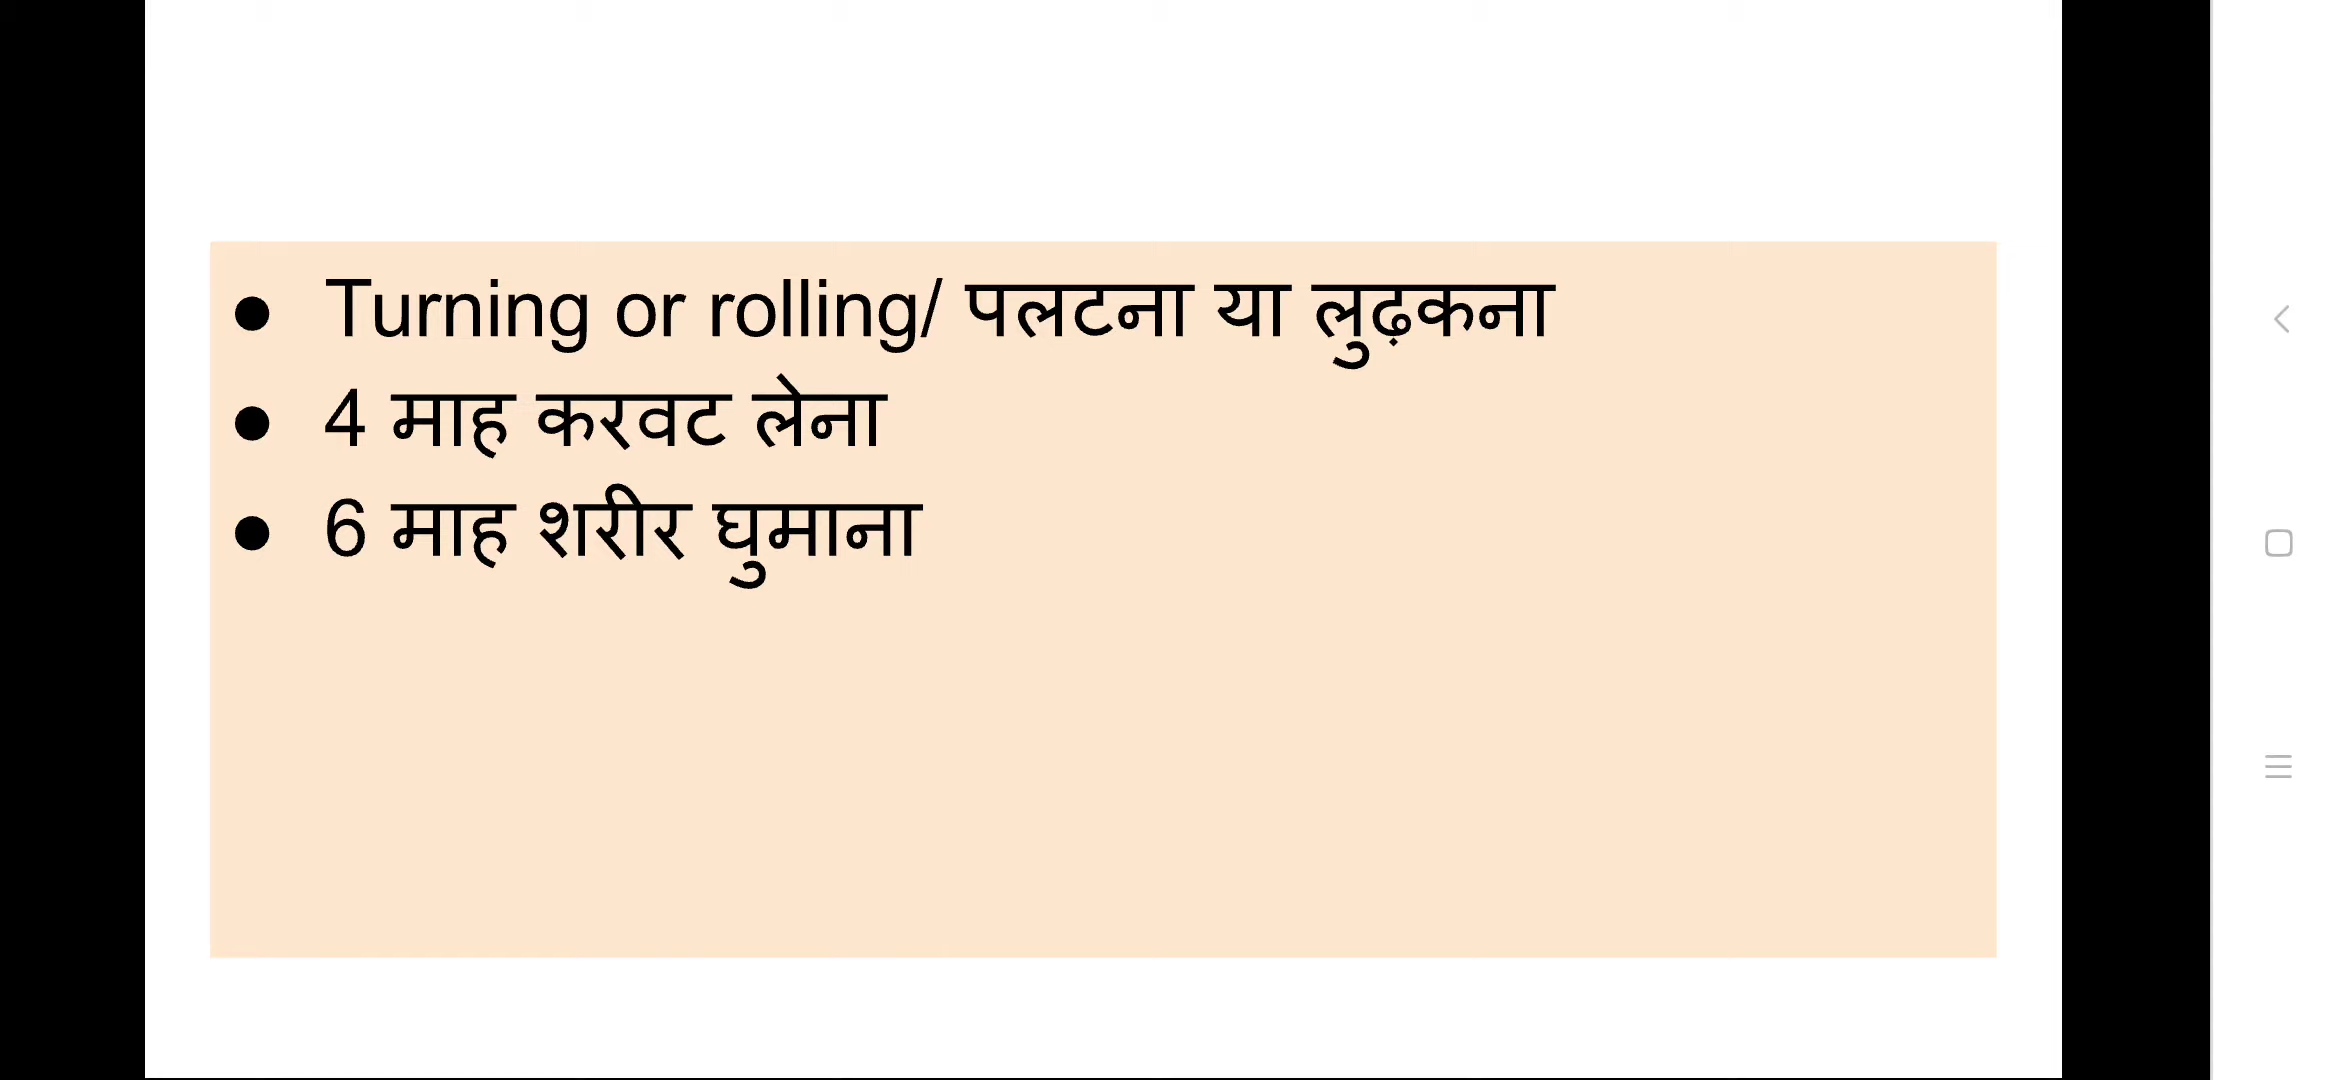 ● Turning or rolling/ पलटना या लुढ़कना
● 4 माह करवट लेना
● 6 माह शरीर घुमाना